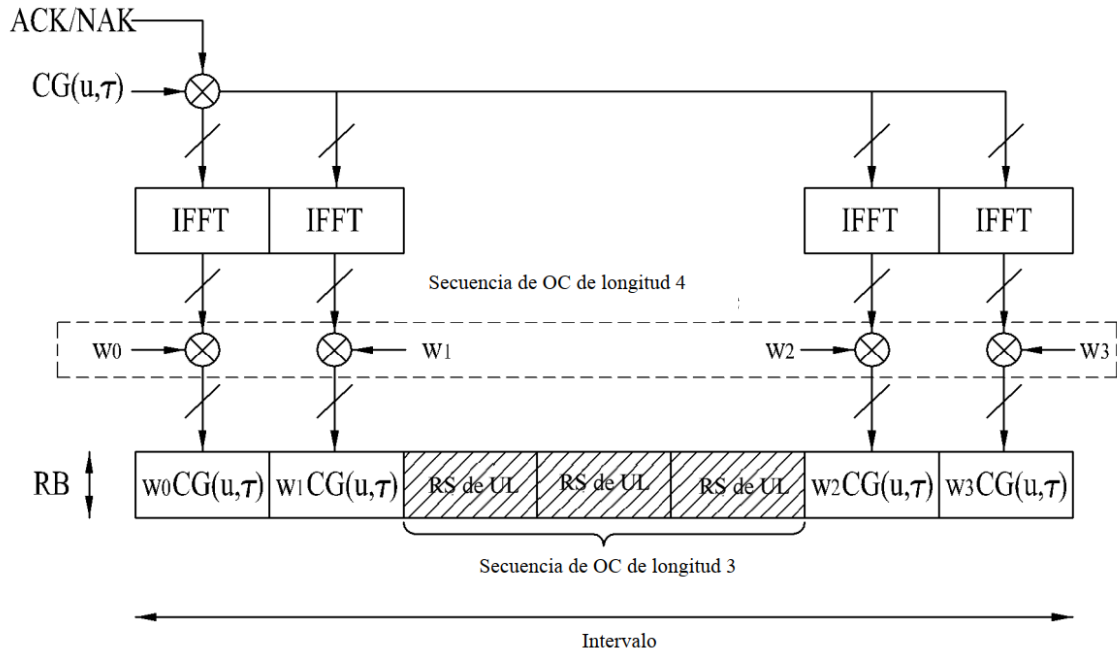 ACK/NAK
CG(u,τ)
IFFT IFFT IFFT IFFT
Secuencia de OC de longitud 4
W0 W1 W2 W3
RB w0CG(u,τ) w1CG(u,τ) RS de UL RS de UL RS de UL w2CG(u,τ) w3CG(u,τ)
Secuencia de OC de longitud 3
Intervalo